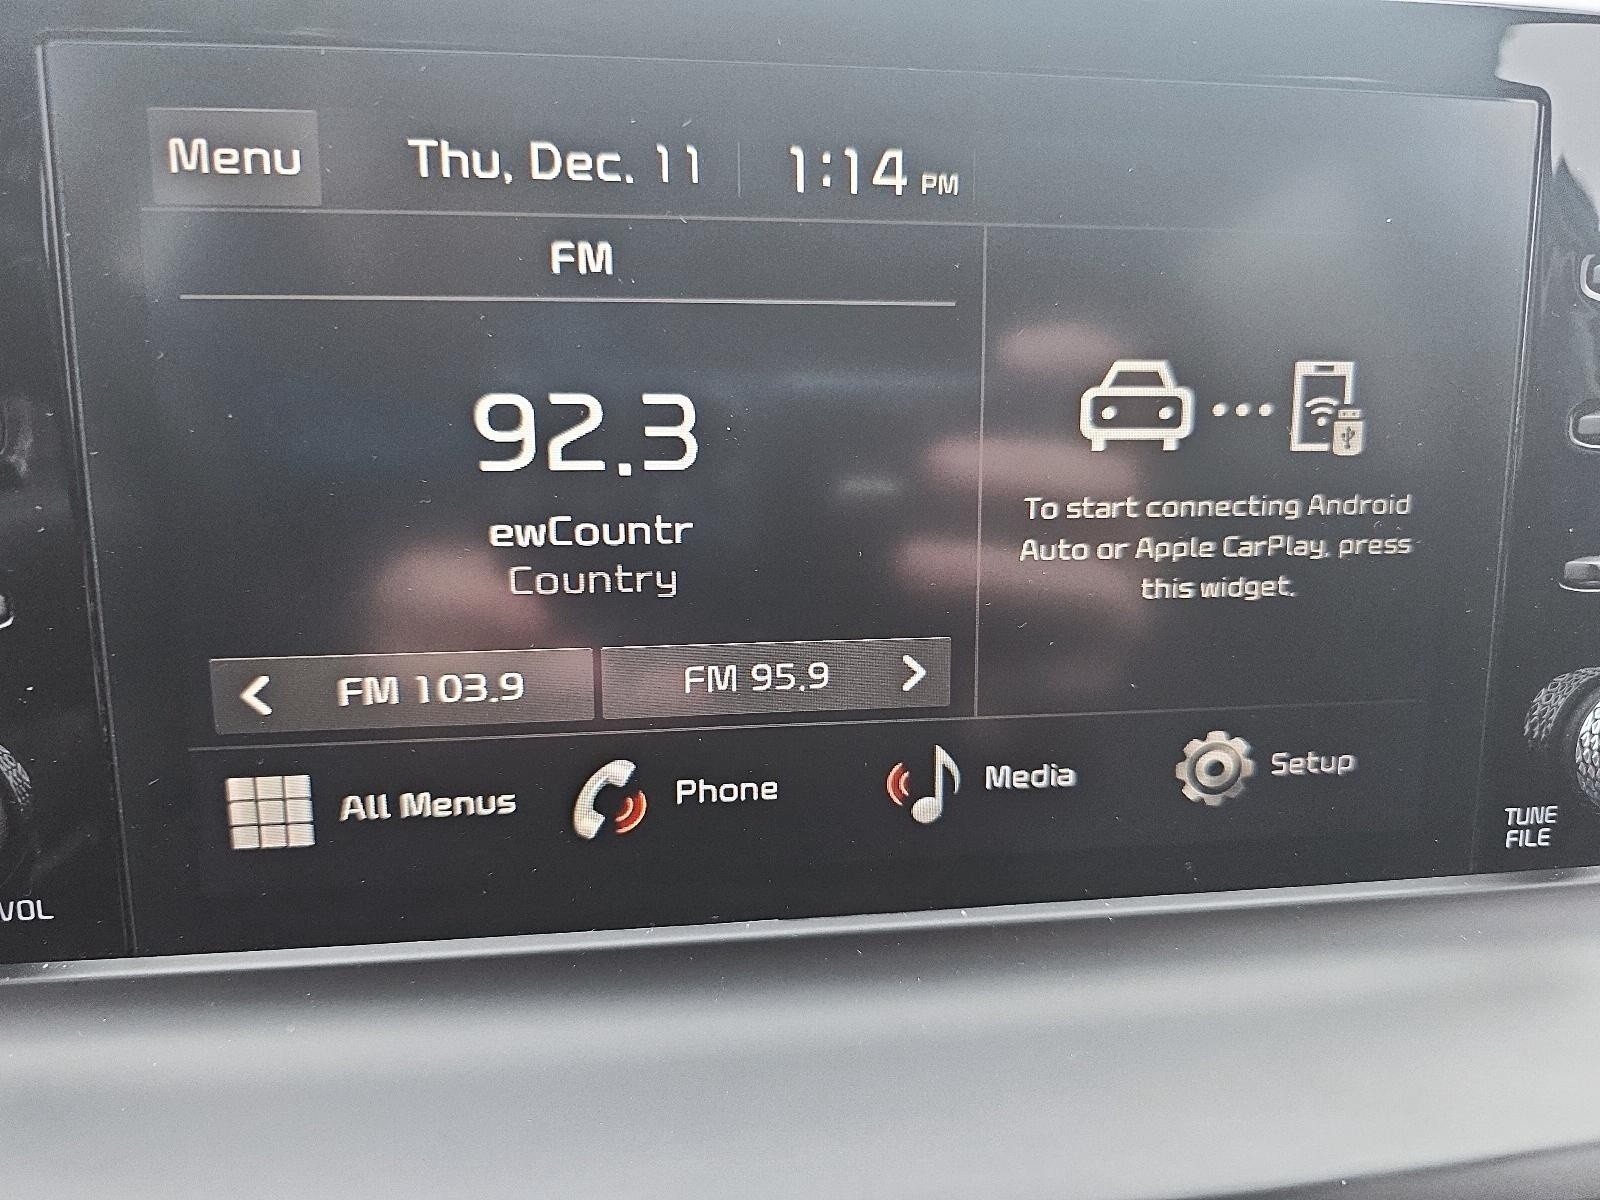 Menu
Thu, Dec. 11
1:14 PM
FM
92.3
ewCountr
Country
FM 103.9
FM 95.9
To start connecting Android
Auto or Apple CarPlay, press
this widget.
All Menus
Phone
Media
Setup
VOL
TUNE
FILE